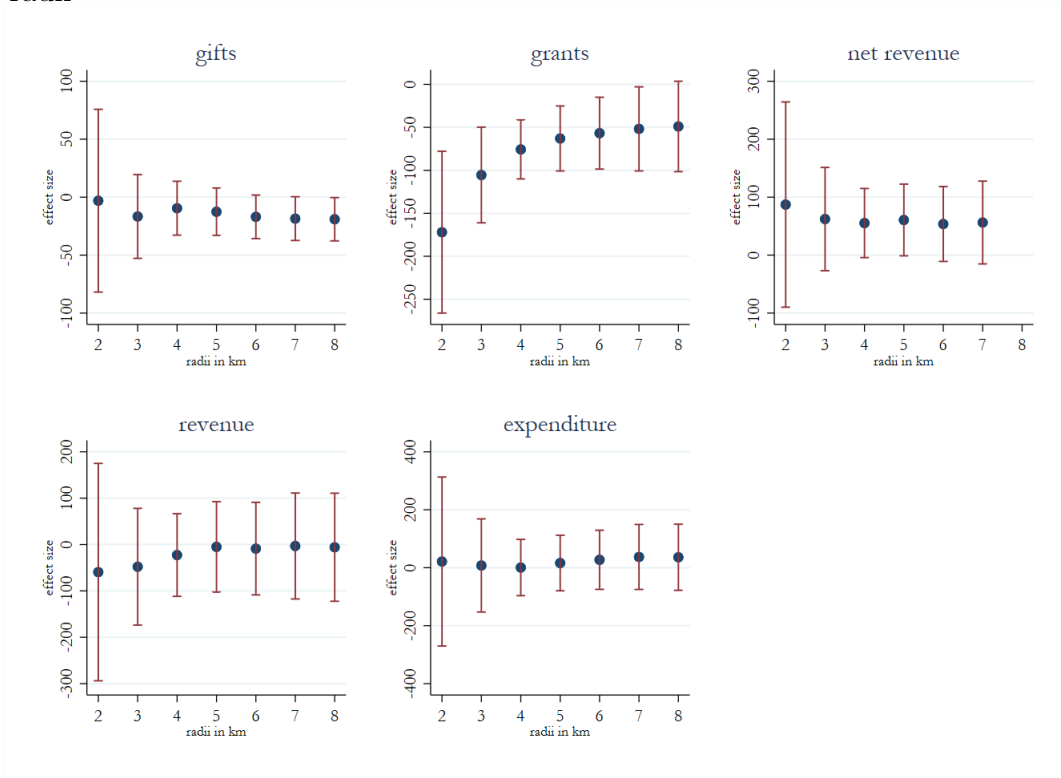 gifts
100
50
0
-50
-100
effect size
2 3 4 5 6 7 8
radii in km
grants
0
-50
-100
-150
-200
-250
effect size
2 3 4 5 6 7 8
radii in km
net revenue
300
200
100
0
-100
effect size
2 3 4 5 6 7 8
radii in km
revenue
200
100
0
-100
-200
-300
effect size
2 3 4 5 6 7 8
radii in km
expenditure
400
200
0
-200
-400
effect size
2 3 4 5 6 7 8
radii in km